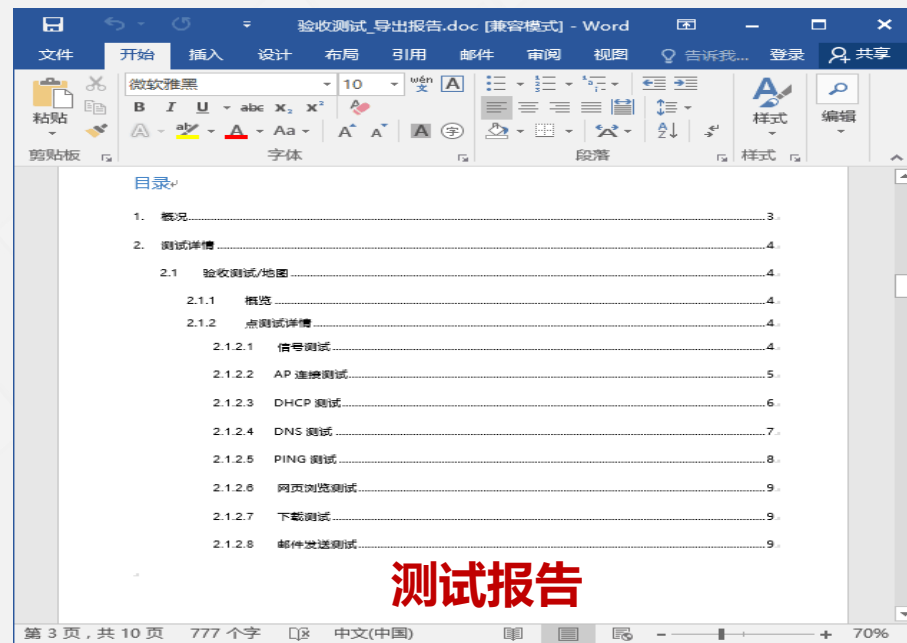 验收测试_导出报告.doc [兼容模式] - Word
文件 开始 插入 设计 布局 引用 邮件 审阅 视图 告诉我... 登录 共享
微软雅黑 10 wén 文 A
粘贴 B I U abc X₂ X² 样式 编辑
A aby A Aa A A A 字
剪贴板 字体 段落 样式
目录
1. 概况 3
2. 测试详情 4
2.1 验收测试/地图 4
2.1.1 概览 4
2.1.2 点测试详情 4
2.1.2.1 信号测试 4
2.1.2.2 AP 连接测试 5
2.1.2.3 DHCP 测试 6
2.1.2.4 DNS 测试 7
2.1.2.5 PING 测试 8
2.1.2.6 网页浏览测试 9
2.1.2.7 下载测试 9
2.1.2.8 邮件发送测试 9
测试报告
第 3 页，共 10 页 777 个字 中文(中国) 70%